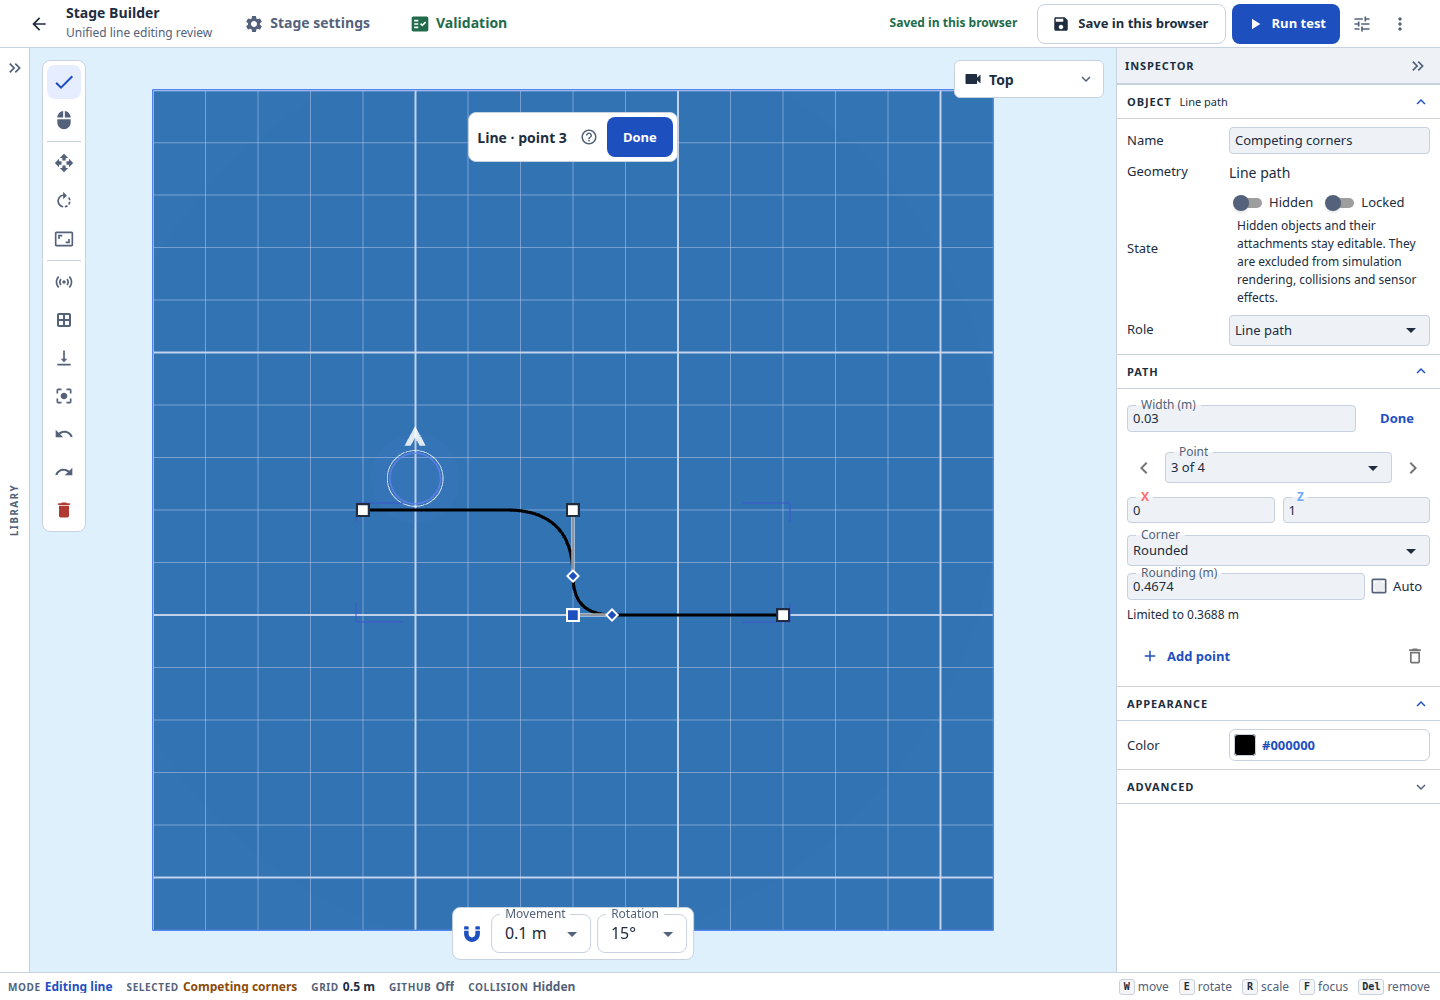 Stage Builder
Unified line editing review
Stage settings
Validation
Saved in this browser
Save in this browser
Run test
LIBRARY
Top
Line · point 3
Done
Movement
0.1 m
Rotation
15°
INSPECTOR
OBJECT Line path
Name
Competing corners
Geometry
Line path
Hidden
Locked
State
Hidden objects and their
attachments stay editable. They
are excluded from simulation
rendering, collisions and sensor
effects.
Role
Line path
PATH
Width (m)
0.03
Done
Point
3 of 4
X
0
Z
1
Corner
Rounded
Rounding (m)
0.4674
Auto
Limited to 0.3688 m
Add point
APPEARANCE
Color
#000000
ADVANCED
MODE Editing line SELECTED Competing corners GRID 0.5 m GITHUB Off COLLISION Hidden
W move E rotate R scale F focus Del remove